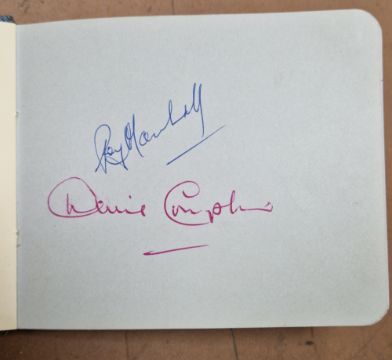 Roy Marshall
Denis Compton